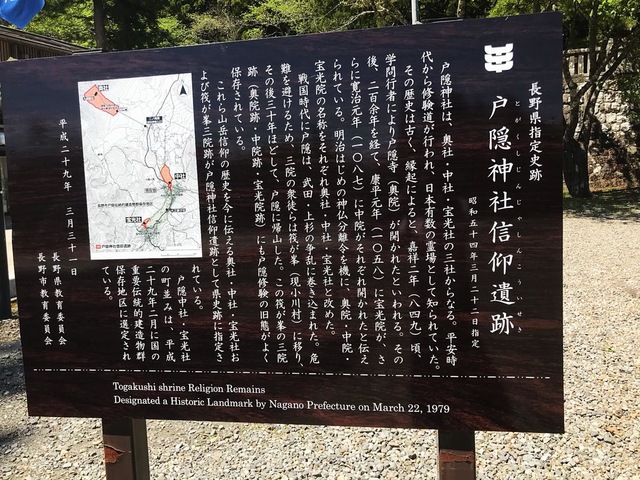 長野県指定史跡
戸隠神社信仰遺跡
とがくしじんじゃしんこういせき
昭和五十四年三月二十二日指定
戸隠神社は、奥社・中社・宝光社の三社からなる。平安時
代から修験道が行われ、日本有数の霊場として知られていた。
その歴史は古く、縁起によると、嘉祥二年（八四九）頃、
学問行者により戸隠寺（奥院）が開かれたといわれる。その
後、二百余年を経て、康平元年（一〇五八）に宝光院が、さ
らに寛治元年（一〇八七）に中院がそれぞれ開かれたと伝え
られている。明治はじめの神仏分離令を機に、奥院・中院・
宝光院の名称をそれぞれ奥社・中社・宝光社と改めた。
戦国時代に戸隠は、武田・上杉の争乱に巻き込まれた。危
難を避けるため、三院の衆徒らは筏が峯（現小川村）に移り、
その後三十年ほどして、戸隠に帰山した。この筏が峯の三院
跡（奥院跡・中院跡・宝光院跡）にも戸隠修験の旧態がよく
保存されている。
これら山岳信仰の歴史を今に伝える奥社・中社・宝光社お
よび筏が峯三院跡が戸隠神社信仰遺跡として県史跡に指定さ
れている。
戸隠中社・宝光社
の町並みは、平成
二十九年二月に国の
重要伝統的建造物群
保存地区に選定され
ている。
平成二十九年　三月三十一日
長野県教育委員会
長野市教育委員会
奥社
中社
宝光社
Togakushi shrine Religion Remains
Designated a Historic Landmark by Nagano Prefecture on March 22, 1979